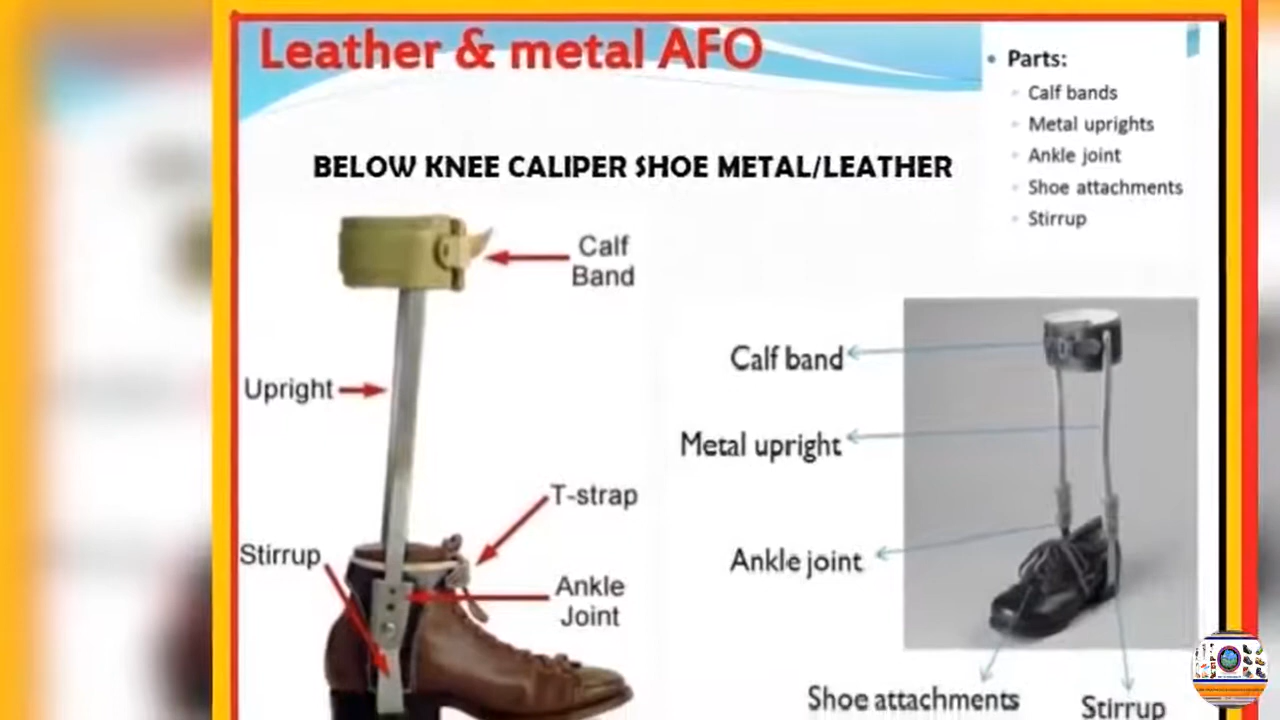 Leather & metal AFO
• Parts:
Calf bands
Metal uprights
Ankle joint
Shoe attachments
Stirrup
BELOW KNEE CALIPER SHOE METAL/LEATHER
Calf
Band
Upright
T-strap
Stirrup
Ankle
Joint
Calf band
Metal upright
Ankle joint
Shoe attachments
Stirrup